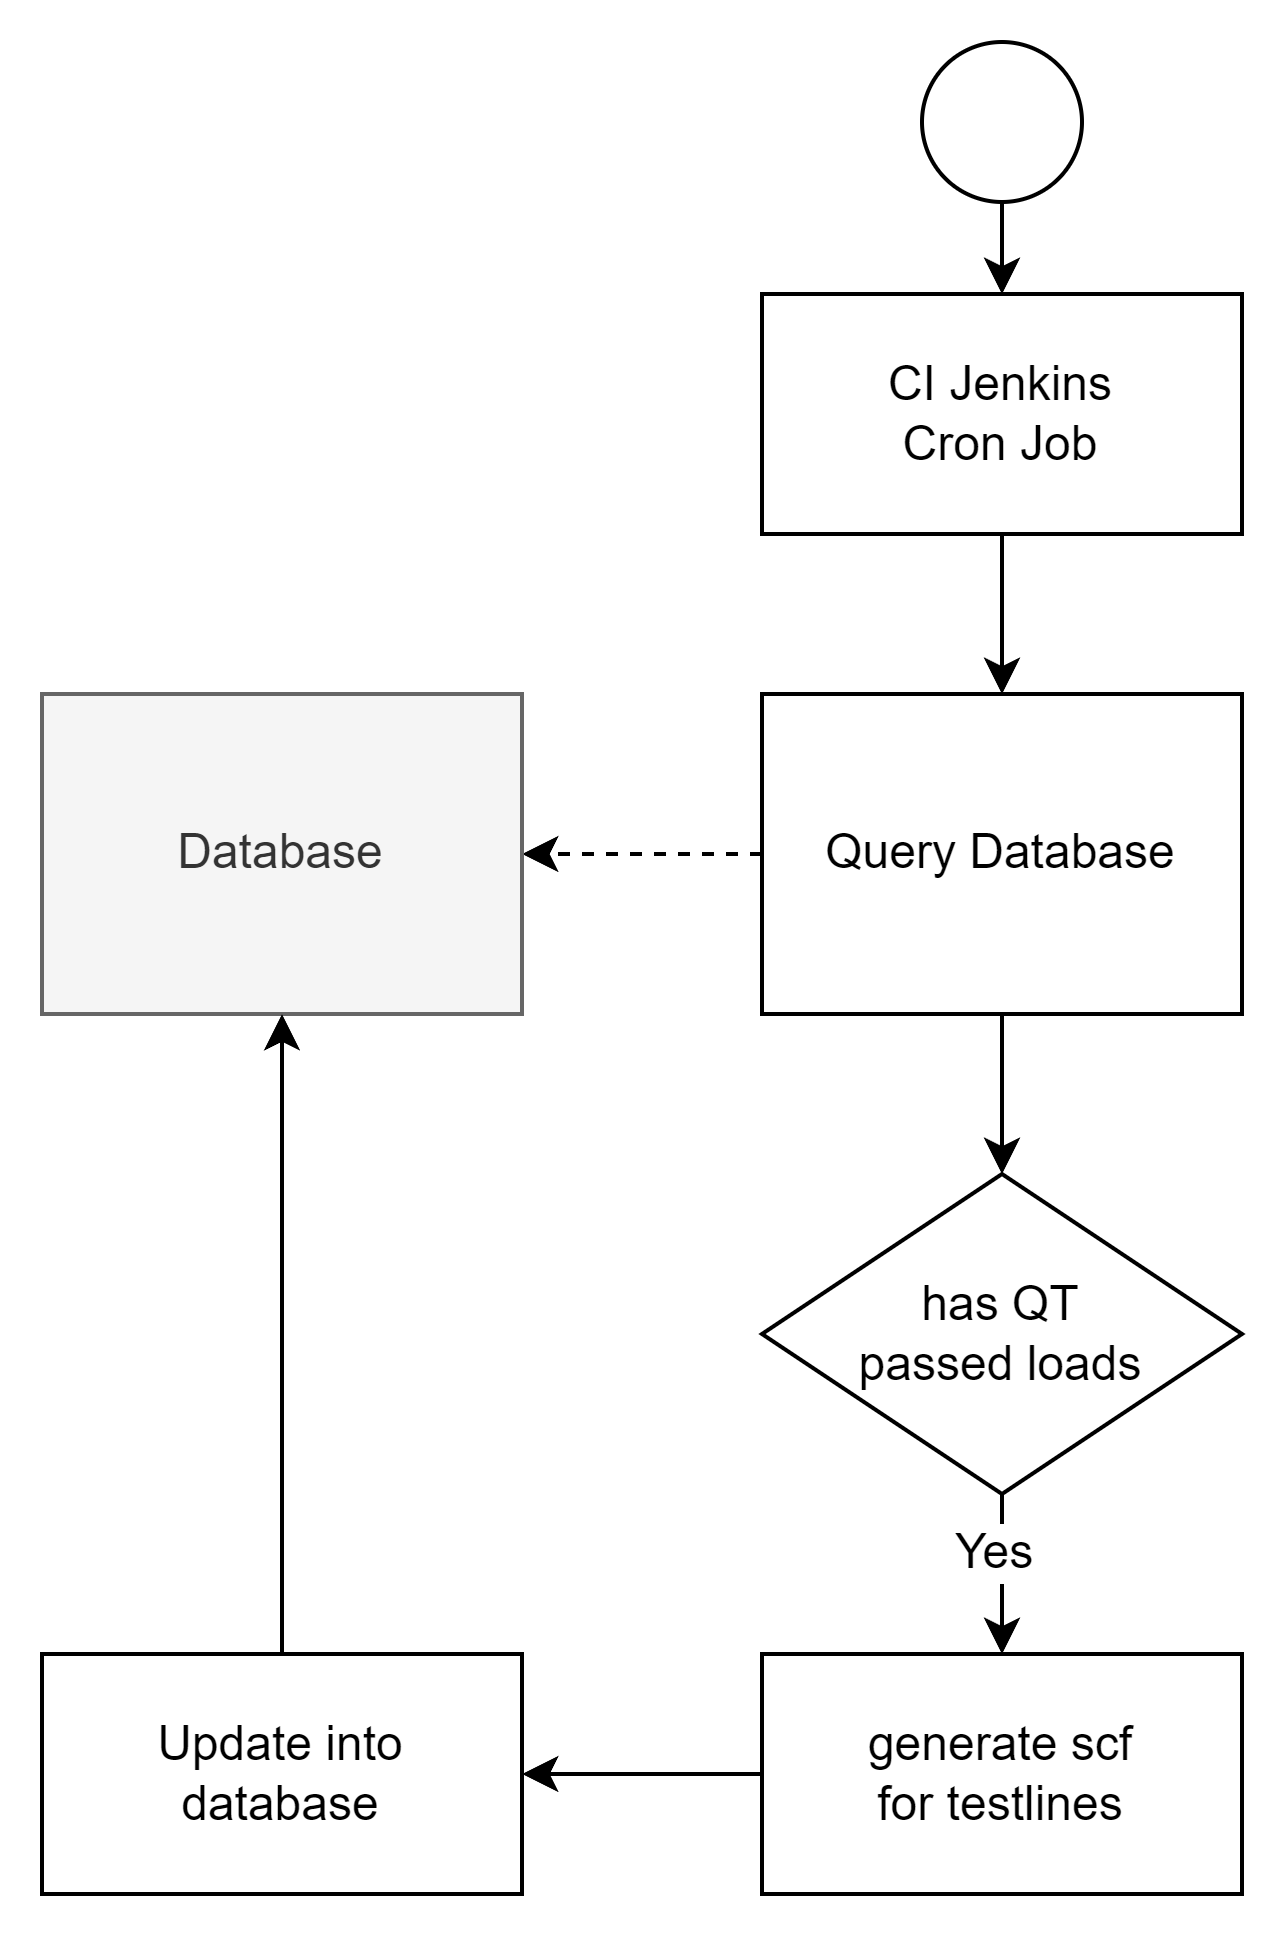 CI Jenkins
Cron Job
Database
Query Database
has QT
passed loads
Yes
Update into
database
generate scf
for testlines